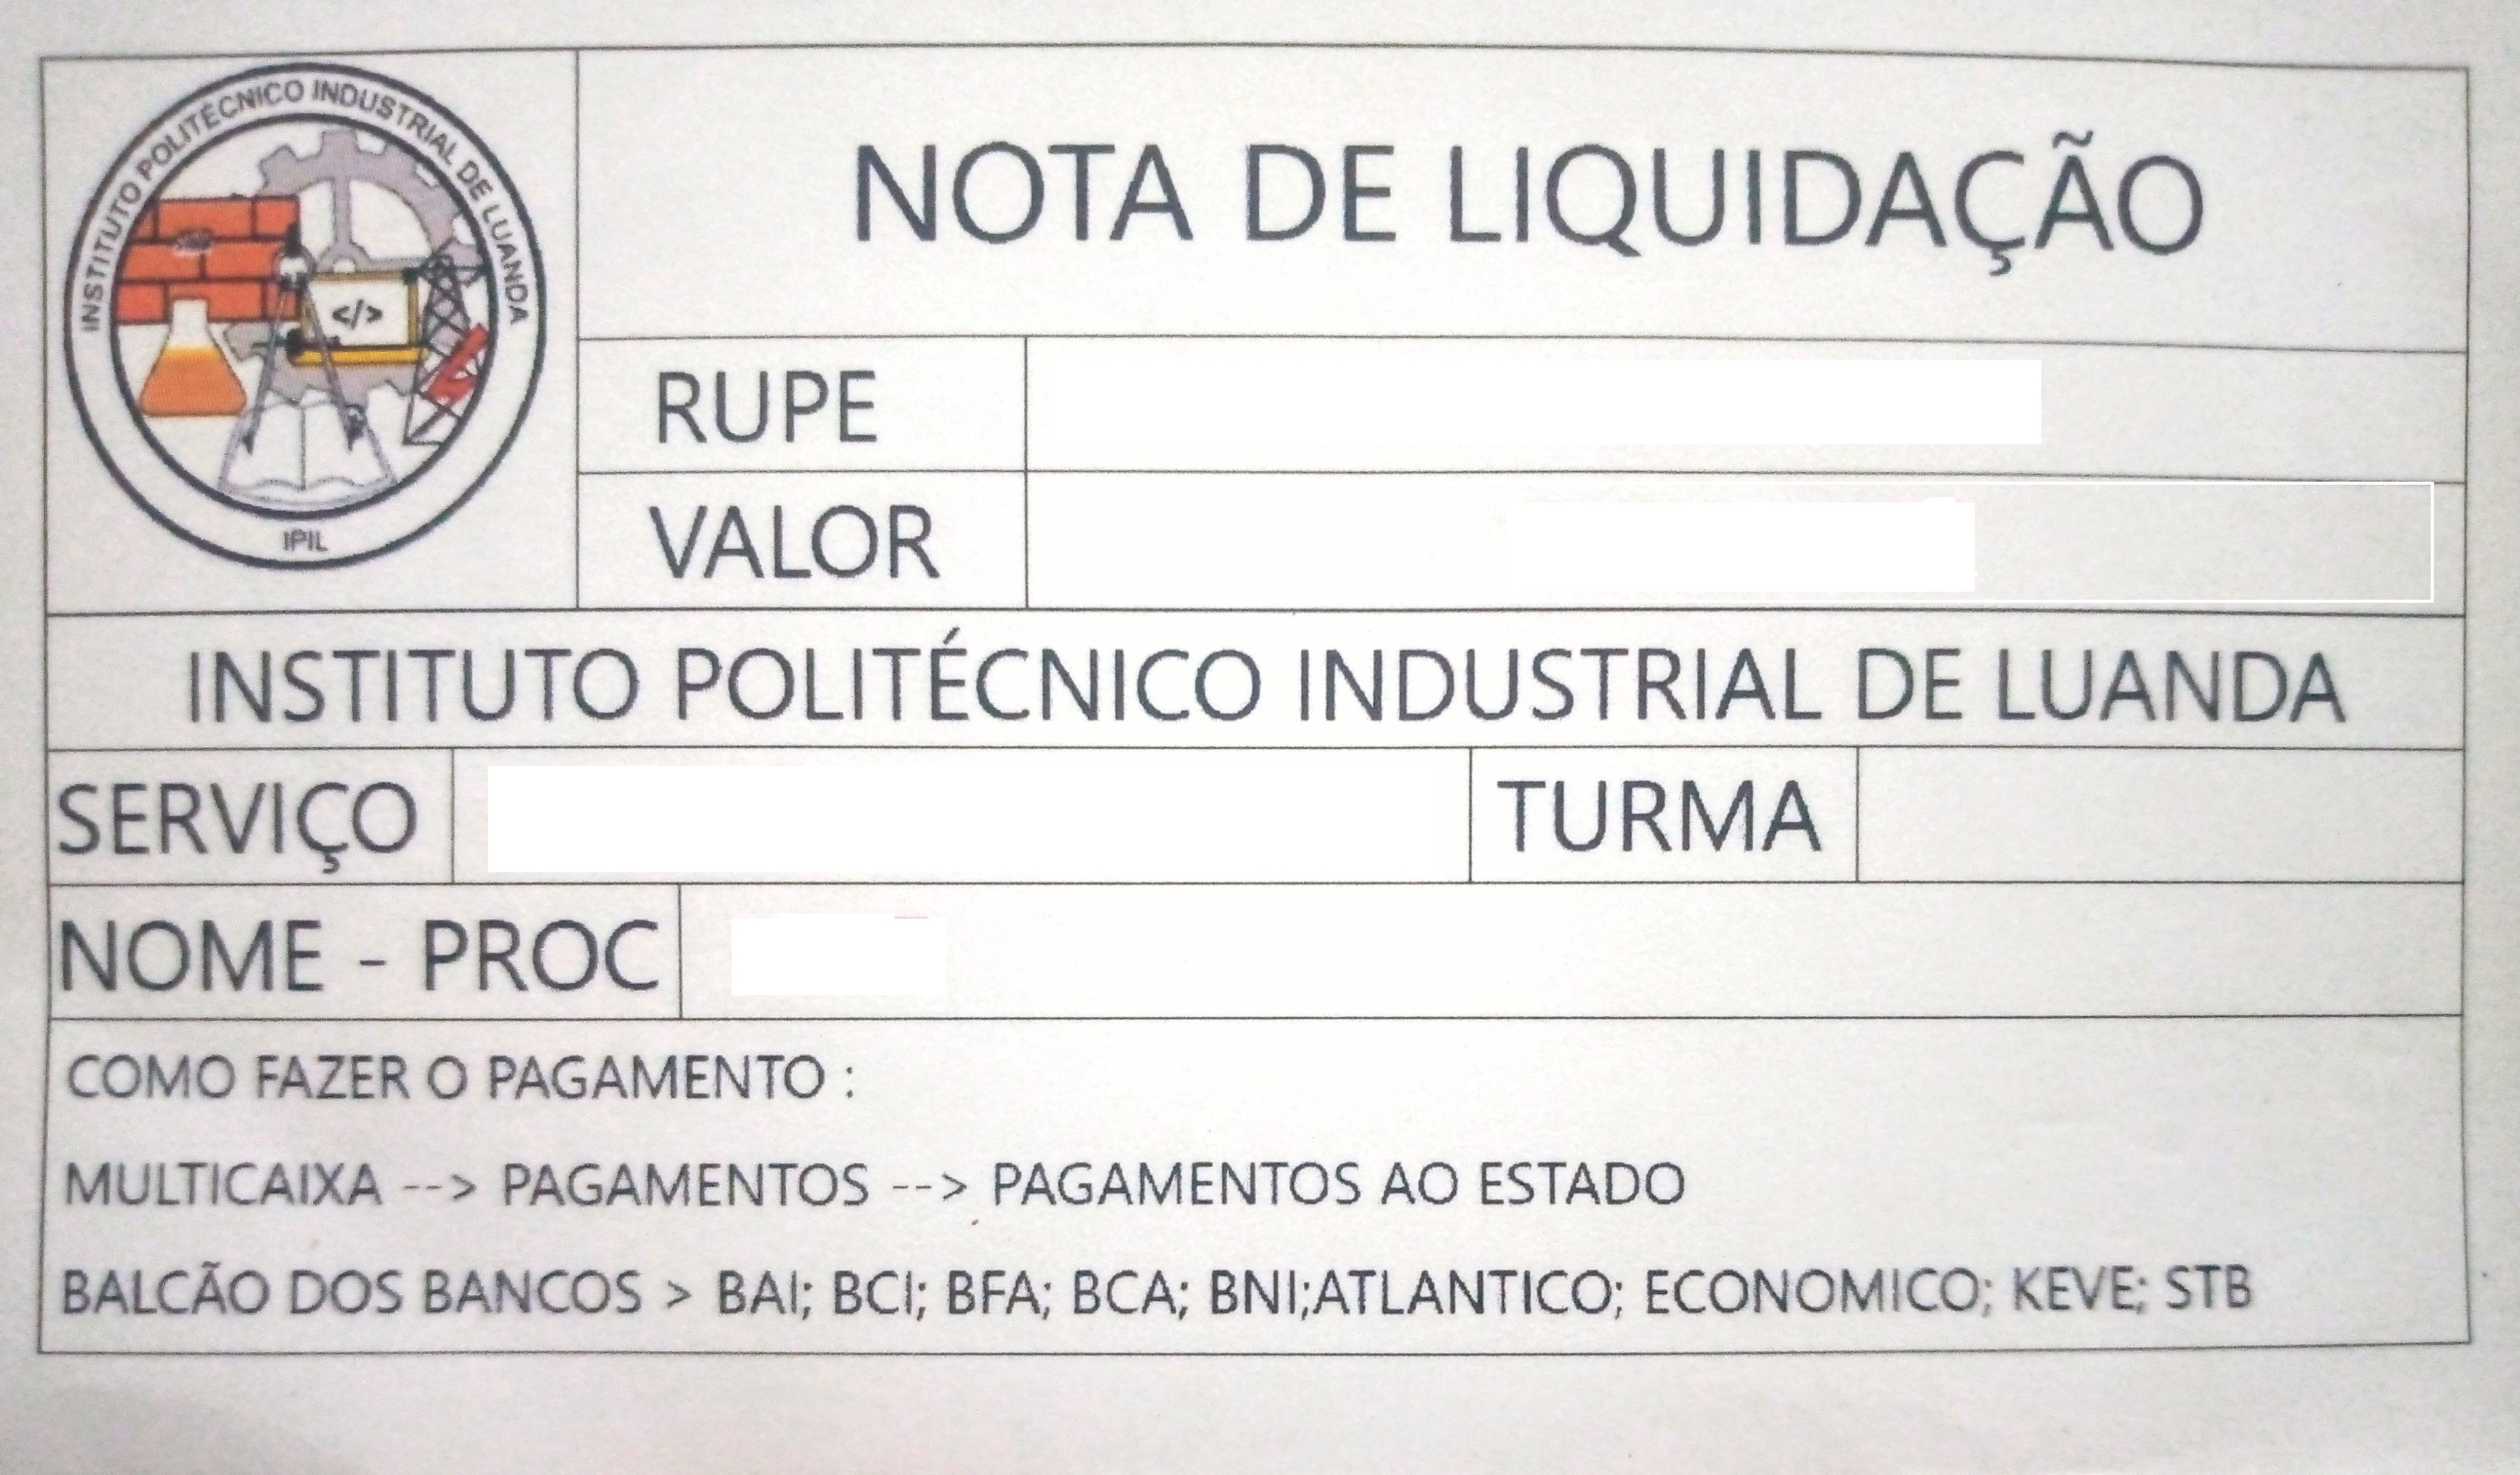 INSTITUTO POLITÉCNICO INDUSTRIAL DE LUANDA
</>
IPIL
NOTA DE LIQUIDAÇÃO
RUPE
VALOR
INSTITUTO POLITÉCNICO INDUSTRIAL DE LUANDA
SERVIÇO TURMA
NOME - PROC
COMO FAZER O PAGAMENTO :
MULTICAIXA --> PAGAMENTOS --> PAGAMENTOS AO ESTADO
BALCÃO DOS BANCOS > BAI; BCI; BFA; BCA; BNI;ATLANTICO; ECONOMICO; KEVE; STB